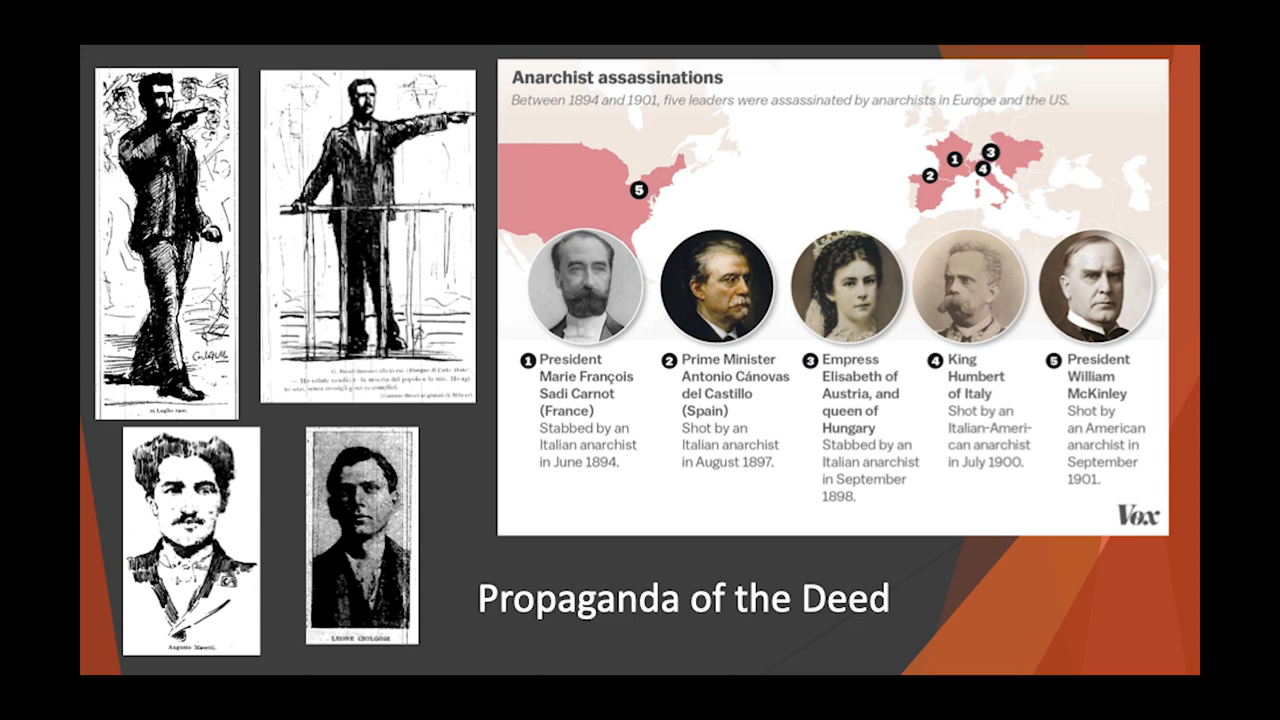 Anarchist assassinations
Between 1894 and 1901, five leaders were assassinated by anarchists in Europe and the US.
1
2
3
4
5
1 President
Marie François
Sadi Carnot
(France)
Stabbed by an
Italian anarchist
in June 1894.
2 Prime Minister
Antonio Cánovas
del Castillo
(Spain)
Shot by an
Italian anarchist
in August 1897.
3 Empress
Elisabeth of
Austria, and
queen of
Hungary
Stabbed by an
Italian anarchist
in September
1898.
4 King
Humbert
of Italy
Shot by an
Italian-Ameri-
can anarchist
in July 1900.
5 President
William
McKinley
Shot by
an American
anarchist in
September
1901.
Vox
Luglio
Augusto Masetti.
LEONE CZOLGOSZ
Propaganda of the Deed